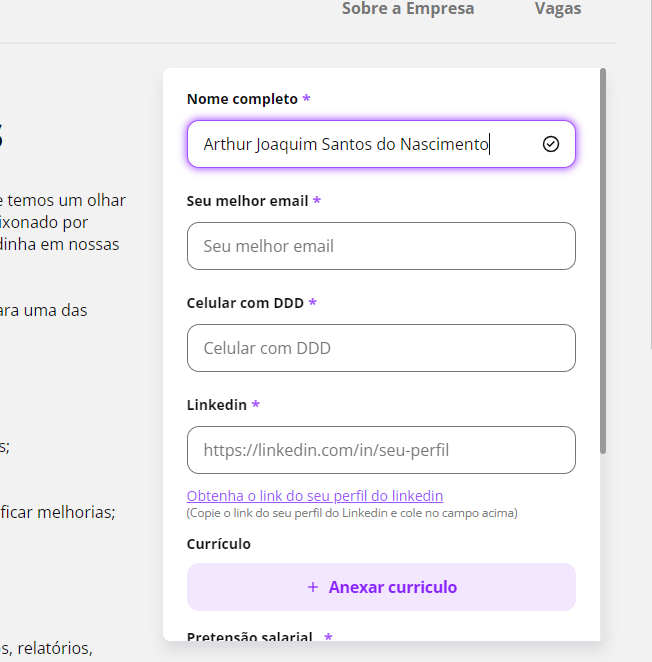 Sobre a Empresa Vagas
s
e temos um olhar
ixonado por
dinha em nossas
ara uma das
s;
ficar melhorias;
s, relatórios,
Nome completo *
Arthur Joaquim Santos do Nascimento
Seu melhor email *
Seu melhor email
Celular com DDD *
Celular com DDD
Linkedin *
https://linkedin.com/in/seu-perfil
Obtenha o link do seu perfil do linkedin
(Copie o link do seu perfil do Linkedin e cole no campo acima)
Currículo
+ Anexar curriculo
Pretensão salarial *